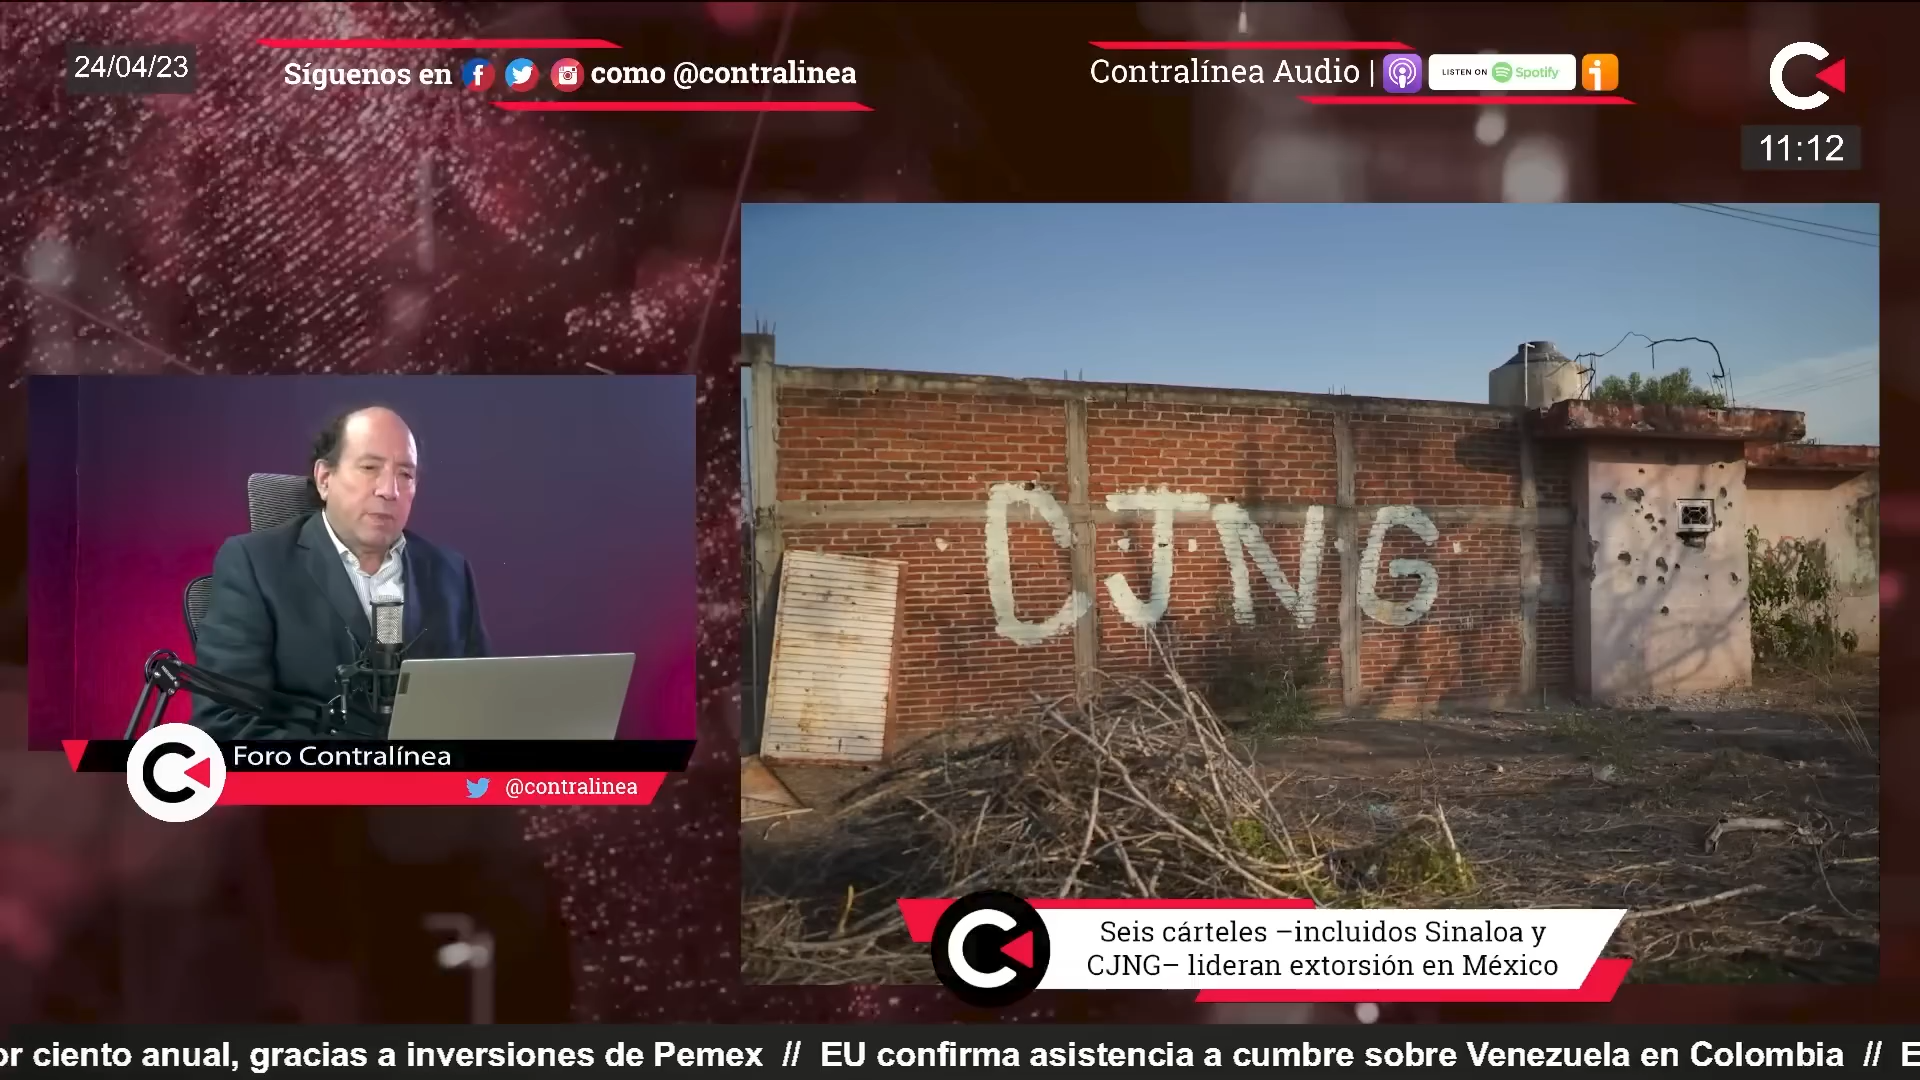 24/04/23
Síguenos en como @contralinea
Contralínea Audio |
LISTEN ON Spotify
11:12
CJNG
Foro Contralínea
@contralinea
Seis cárteles –incluidos Sinaloa y
CJNG– lideran extorsión en México
or ciento anual, gracias a inversiones de Pemex // EU confirma asistencia a cumbre sobre Venezuela en Colombia // E